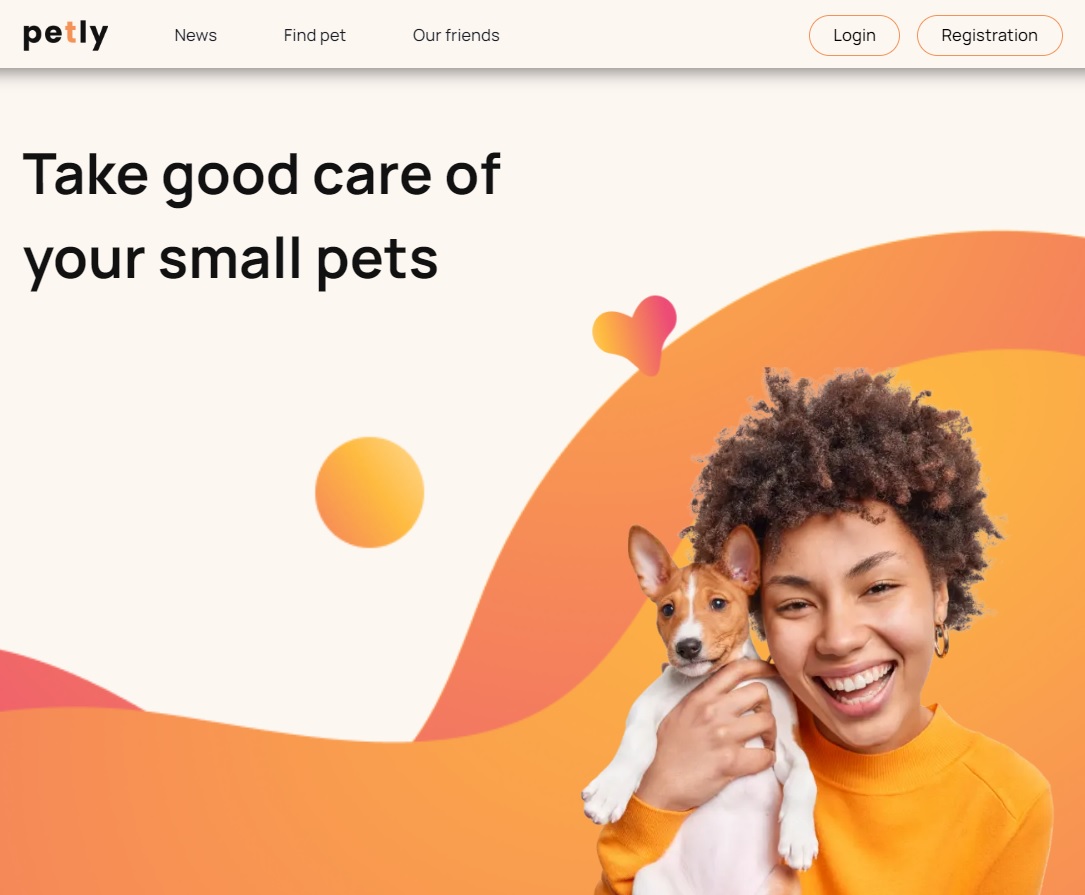 petly
News
Find pet
Our friends
Login
Registration
Take good care of
your small pets